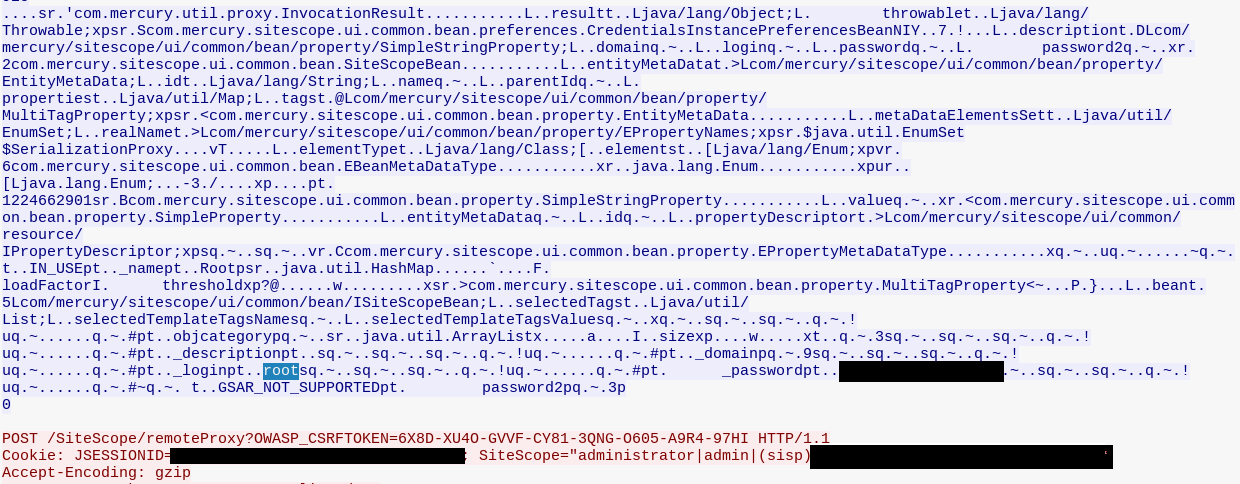 ....sr.'com.mercury.util.proxy.InvocationResult...........L..resultt..Ljava/lang/Object;L.        throwablet..Ljava/lang/
Throwable;xpsr.Scom.mercury.sitescope.ui.common.bean.preferences.CredentialsInstancePreferencesBeanNIY..7.!...L..descriptiont.DLcom/
mercury/sitescope/ui/common/bean/property/SimpleStringProperty;L..domainq.~..L..loginq.~..L..passwordq.~..L.        password2q.~..xr.
2com.mercury.sitescope.ui.common.bean.SiteScopeBean...........L..entityMetaDatat.>Lcom/mercury/sitescope/ui/common/bean/property/
EntityMetaData;L..idt..Ljava/lang/String;L..nameq.~..L..parentIdq.~..L.
propertiest..Ljava/util/Map;L..tagst.@Lcom/mercury/sitescope/ui/common/bean/property/
MultiTagProperty;xpsr.<com.mercury.sitescope.ui.common.bean.property.EntityMetaData...........L..metaDataElementsSett..Ljava/util/
EnumSet;L..realNamet.>Lcom/mercury/sitescope/ui/common/bean/property/EPropertyNames;xpsr.$java.util.EnumSet
$SerializationProxy....vT.....L..elementTypet..Ljava/lang/Class;[..elementst..[Ljava/lang/Enum;xpvr.
6com.mercury.sitescope.ui.common.bean.EBeanMetaDataType...........xr..java.lang.Enum...........xpur..
[Ljava.lang.Enum;...-3./....xp....pt.
1224662901sr.Bcom.mercury.sitescope.ui.common.bean.property.SimpleStringProperty...........L..valueq.~..xr.<com.mercury.sitescope.ui.comm
on.bean.property.SimpleProperty...........L..entityMetaDataq.~..L..idq.~..L..propertyDescriptort.>Lcom/mercury/sitescope/ui/common/
resource/
IPropertyDescriptor;xpsq.~..sq.~..vr.Ccom.mercury.sitescope.ui.common.bean.property.EPropertyMetaDataType...........xq.~..uq.~......~q.~.
t..IN_USEpt.._namept..Rootpsr..java.util.HashMap......`....F.
loadFactorI.      thresholdxp?@......w.........xsr.>com.mercury.sitescope.ui.common.bean.property.MultiTagProperty<~...P.}...L..beant.
5Lcom/mercury/sitescope/ui/common/bean/ISiteScopeBean;L..selectedTagst..Ljava/util/
List;L..selectedTemplateTagsNamesq.~..L..selectedTemplateTagsValuesq.~..xq.~..sq.~..sq.~..q.~.!
uq.~......q.~.#pt..objcategorypq.~..sr..java.util.ArrayListx.....a....I..sizexp....w.....xt..q.~.3sq.~..sq.~..sq.~..q.~.!
uq.~......q.~.#pt.._descriptionpt..sq.~..sq.~..sq.~..q.~.!uq.~......q.~.#pt.._domainpq.~.9sq.~..sq.~..sq.~..q.~.!
uq.~......q.~.#pt.._loginpt..rootsq.~..sq.~..sq.~..q.~.!uq.~......q.~.#pt.      _passwordpt.. .~..sq.~..sq.~..q.~.!
uq.~......q.~.#~q.~. t..GSAR_NOT_SUPPORTEDpt.        password2pq.~.3p
0
POST /SiteScope/remoteProxy?OWASP_CSRFTOKEN=6X8D-XU4O-GVVF-CY81-3QNG-O605-A9R4-97HI HTTP/1.1
Cookie: JSESSIONID= ; SiteScope="administrator|admin|(sisp)
Accept-Encoding: gzip